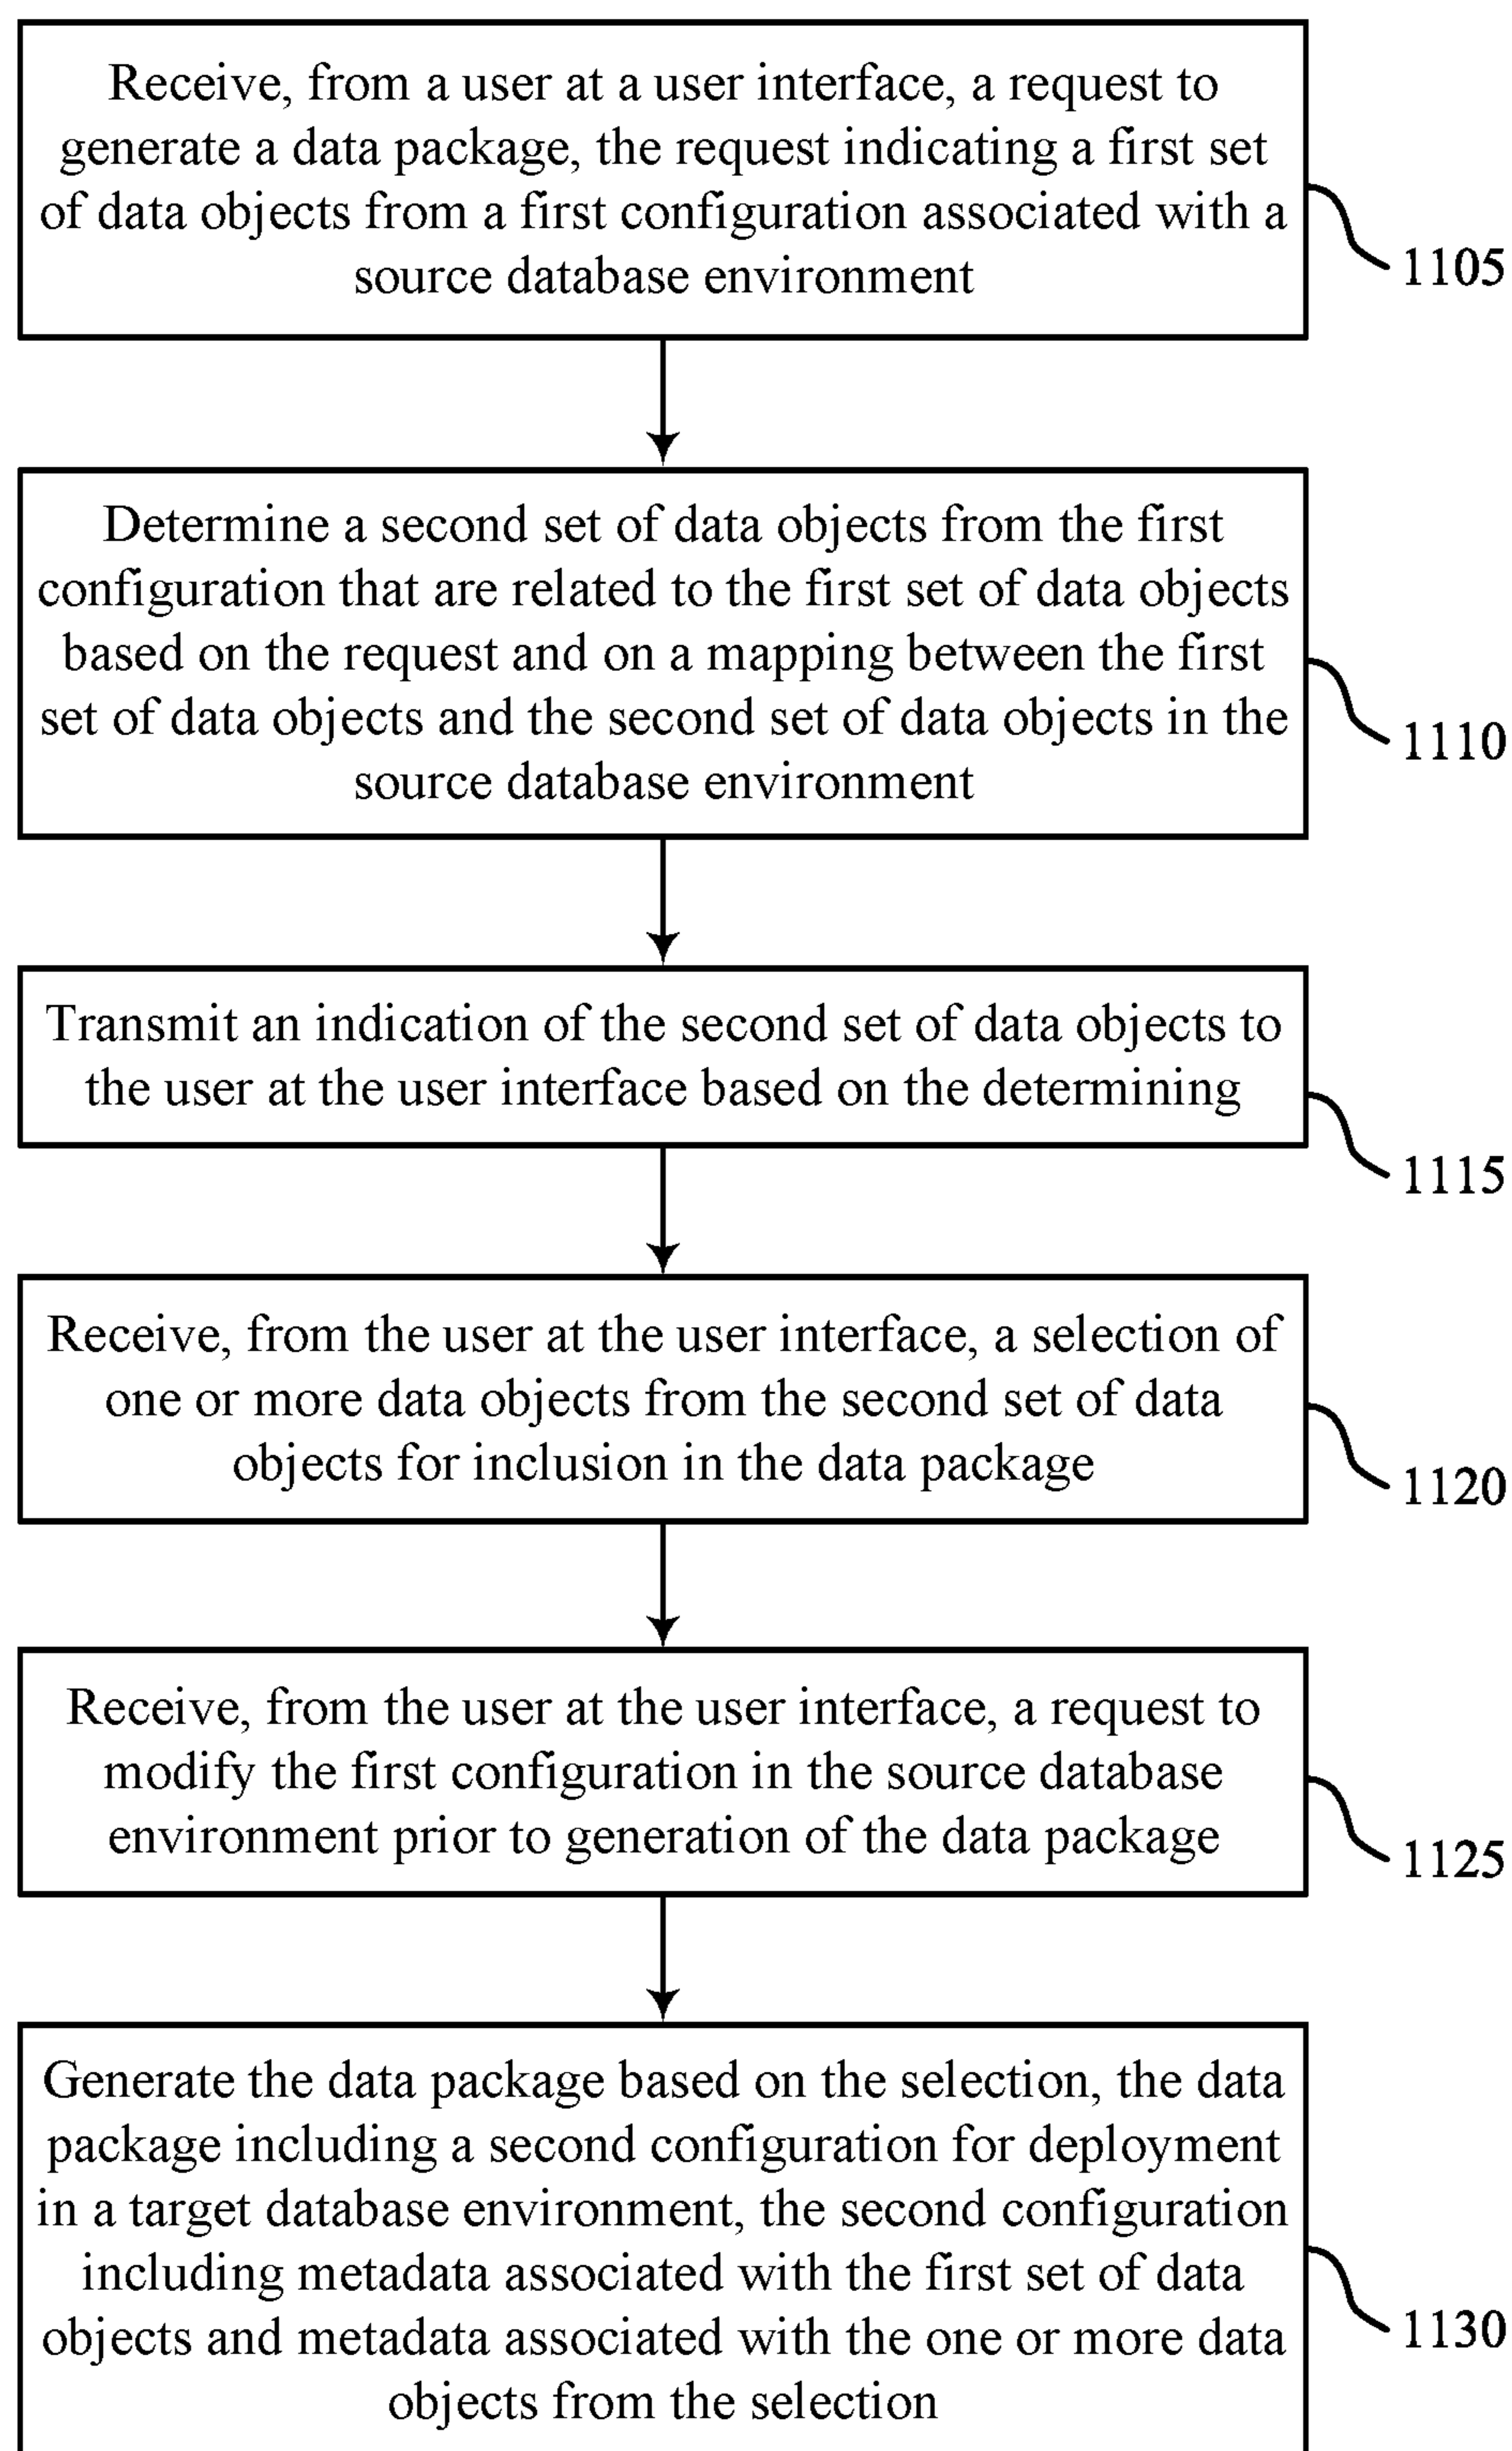 Receive, from a user at a user interface, a request to
generate a data package, the request indicating a first set
of data objects from a first configuration associated with a
source database environment
1105
Determine a second set of data objects from the first
configuration that are related to the first set of data objects
based on the request and on a mapping between the first
set of data objects and the second set of data objects in the
source database environment
1110
Transmit an indication of the second set of data objects to
the user at the user interface based on the determining
1115
Receive, from the user at the user interface, a selection of
one or more data objects from the second set of data
objects for inclusion in the data package
1120
Receive, from the user at the user interface, a request to
modify the first configuration in the source database
environment prior to generation of the data package
1125
Generate the data package based on the selection, the data
package including a second configuration for deployment
in a target database environment, the second configuration
including metadata associated with the first set of data
objects and metadata associated with the one or more data
objects from the selection
1130